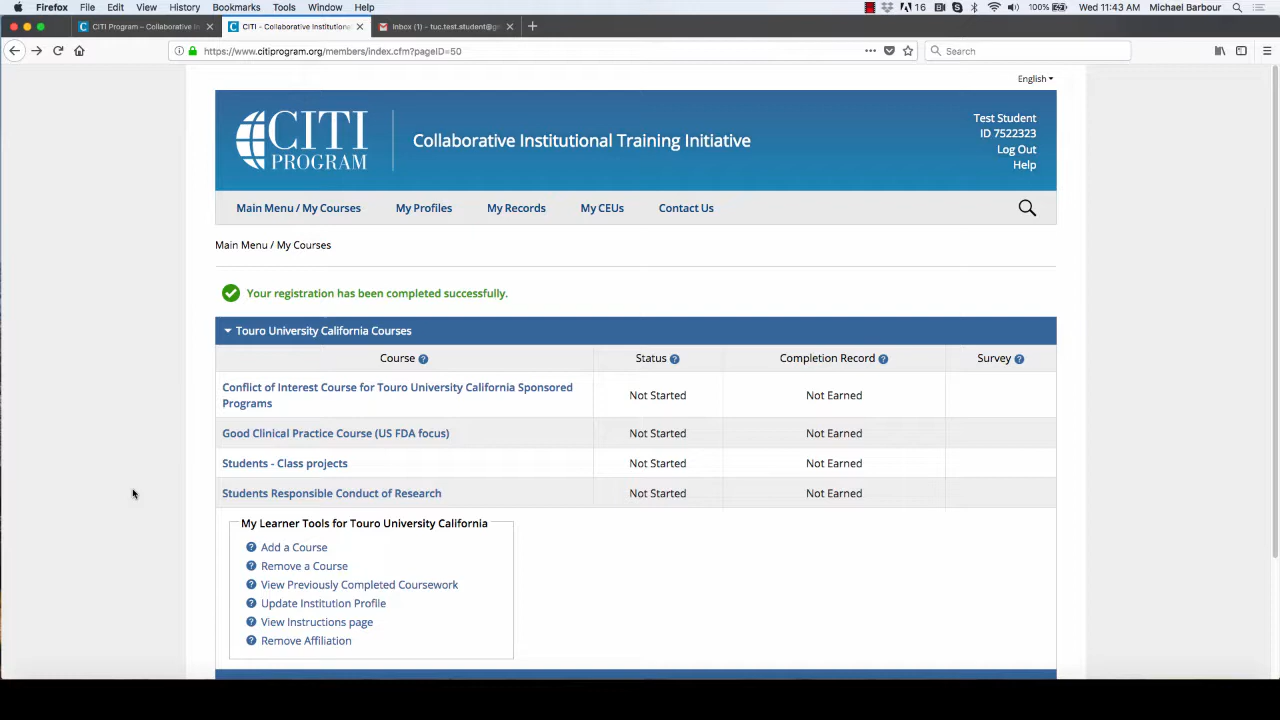 Firefox File Edit View History Bookmarks Tools Window Help 16 100% Wed 11:43 AM Michael Barbour
CITI Program – Collaborative In
CITI - Collaborative Institutiona
Inbox (1) – tuc.test.student@g
https://www.citiprogram.org/members/index.cfm?pageID=50
Search
English
CITI PROGRAM
Collaborative Institutional Training Initiative
Test Student
ID 7522323
Log Out
Help
Main Menu / My Courses My Profiles My Records My CEUs Contact Us
Main Menu / My Courses
Your registration has been completed successfully.
Touro University California Courses
Course ? Status ? Completion Record ? Survey ?
Conflict of Interest Course for Touro University California Sponsored
Programs
Not Started Not Earned
Good Clinical Practice Course (US FDA focus) Not Started Not Earned
Students - Class projects Not Started Not Earned
Students Responsible Conduct of Research Not Started Not Earned
My Learner Tools for Touro University California
? Add a Course
? Remove a Course
? View Previously Completed Coursework
? Update Institution Profile
? View Instructions page
? Remove Affiliation